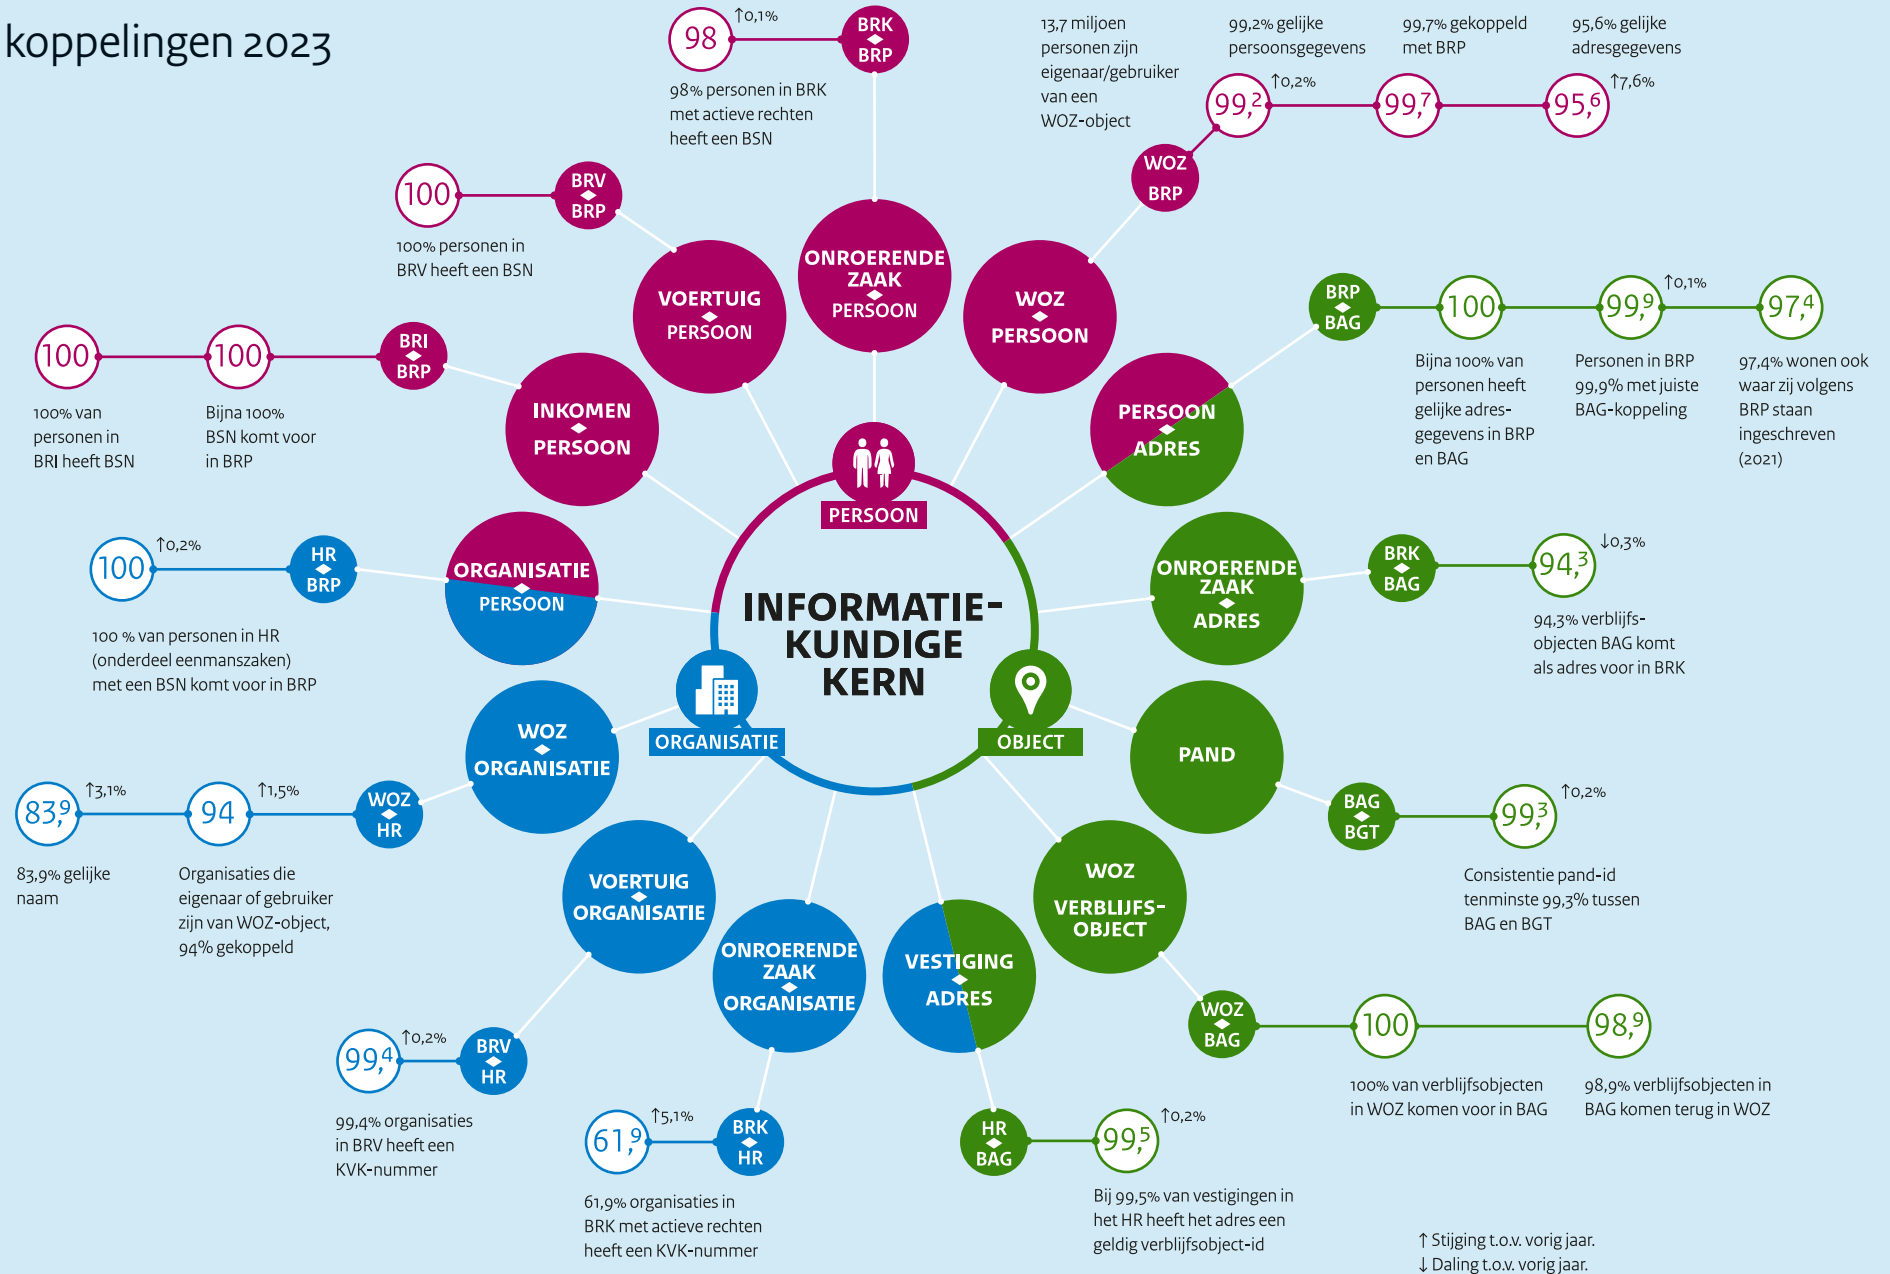 koppelingen 2023
98
↑0,1%
BRK
BRP
98% personen in BRK
met actieve rechten
heeft een BSN
13,7 miljoen
personen zijn
eigenaar/gebruiker
van een
WOZ-object
99,2% gelijke
persoonsgegevens
99,7% gekoppeld
met BRP
95,6% gelijke
adresgegevens
99,2
↑0,2%
99,7
95,6
↑7,6%
WOZ
BRP
100
BRV
BRP
100% personen in
BRV heeft een BSN
VOERTUIG
PERSOON
ONROERENDE
ZAAK
PERSOON
WOZ
PERSOON
100
100
BRI
BRP
100% van
personen in
BRI heeft BSN
Bijna 100%
BSN komt voor
in BRP
INKOMEN
PERSOON
PERSOON
ADRES
BRP
BAG
100
99,9
↑0,1%
97,4
Bijna 100% van
personen heeft
gelijke adres-
gegevens in BRP
en BAG
Personen in BRP
99,9% met juiste
BAG-koppeling
97,4% wonen ook
waar zij volgens
BRP staan
ingeschreven
(2021)
PERSOON
100
↑0,2%
HR
BRP
100 % van personen in HR
(onderdeel eenmanszaken)
met een BSN komt voor in BRP
ORGANISATIE
PERSOON
INFORMATIE-
KUNDIGE
KERN
ONROERENDE
ZAAK
ADRES
BRK
BAG
94,3
↓0,3%
94,3% verblijfs-
objecten BAG komt
als adres voor in BRK
ORGANISATIE
OBJECT
WOZ
ORGANISATIE
PAND
83,9
↑3,1%
94
↑1,5%
WOZ
HR
83,9% gelijke
naam
Organisaties die
eigenaar of gebruiker
zijn van WOZ-object,
94% gekoppeld
BAG
BGT
99,3
↑0,2%
Consistentie pand-id
tenminste 99,3% tussen
BAG en BGT
VOERTUIG
ORGANISATIE
ONROERENDE
ZAAK
ORGANISATIE
VESTIGING
ADRES
WOZ
VERBLIJFS-
OBJECT
99,4
↑0,2%
BRV
HR
99,4% organisaties
in BRV heeft een
KVK-nummer
61,9
↑5,1%
BRK
HR
61,9% organisaties in
BRK met actieve rechten
heeft een KVK-nummer
HR
BAG
99,5
↑0,2%
Bij 99,5% van vestigingen in
het HR heeft het adres een
geldig verblijfsobject-id
WOZ
BAG
100
98,9
100% van verblijfsobjecten
in WOZ komen voor in BAG
98,9% verblijfsobjecten in
BAG komen terug in WOZ
↑ Stijging t.o.v. vorig jaar.
↓ Daling t.o.v. vorig jaar.